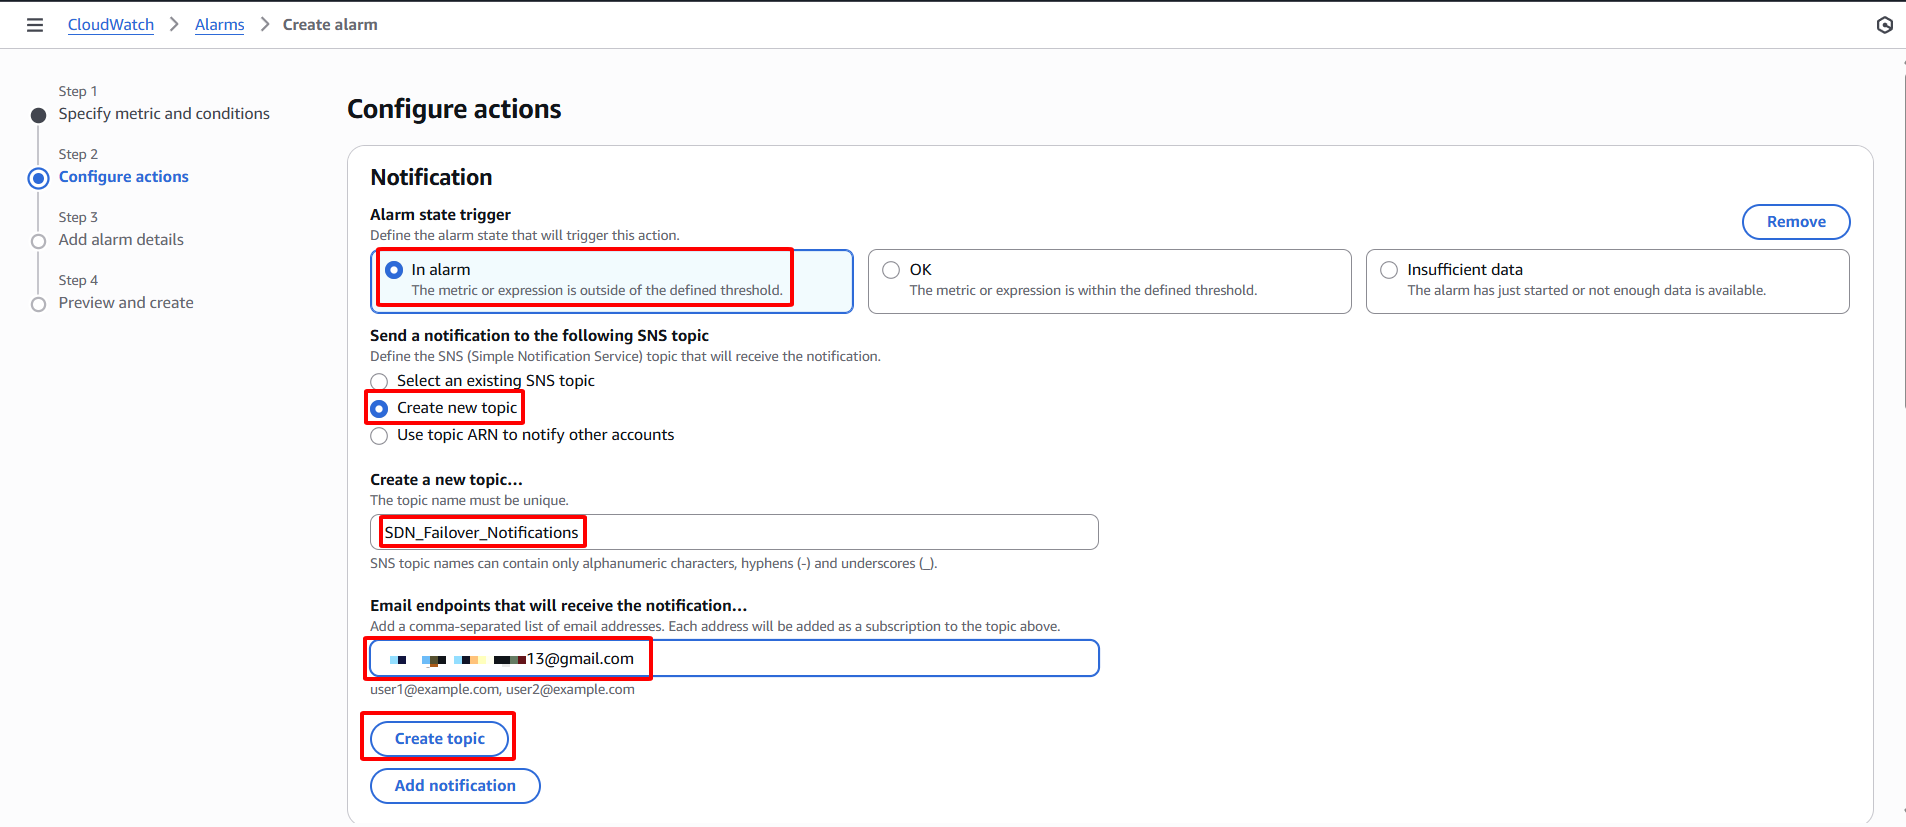 CloudWatch > Alarms > Create alarm
Step 1
Specify metric and conditions
Step 2
Configure actions
Step 3
Add alarm details
Step 4
Preview and create
Configure actions
Notification
Alarm state trigger
Define the alarm state that will trigger this action.
Remove
In alarm
The metric or expression is outside of the defined threshold.
OK
The metric or expression is within the defined threshold.
Insufficient data
The alarm has just started or not enough data is available.
Send a notification to the following SNS topic
Define the SNS (Simple Notification Service) topic that will receive the notification.
Select an existing SNS topic
Create new topic
Use topic ARN to notify other accounts
Create a new topic...
The topic name must be unique.
SDN_Failover_Notifications
SNS topic names can contain only alphanumeric characters, hyphens (-) and underscores (_).
Email endpoints that will receive the notification...
Add a comma-separated list of email addresses. Each address will be added as a subscription to the topic above.
13@gmail.com
user1@example.com, user2@example.com
Create topic
Add notification